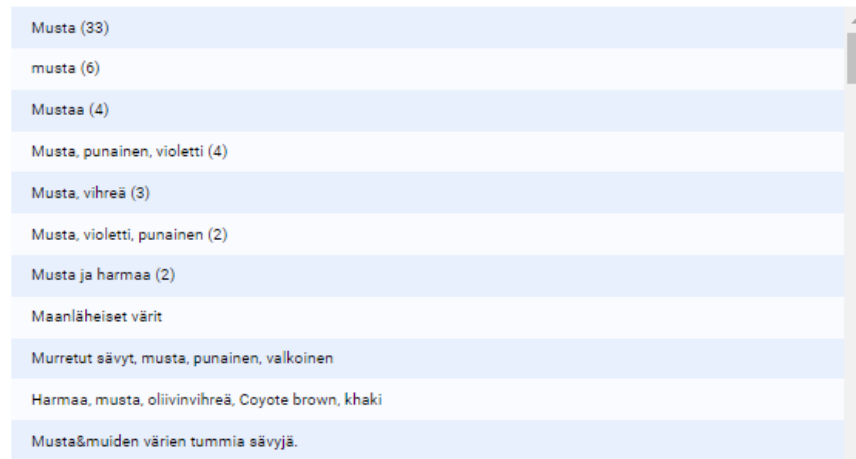 Musta (33)
musta (6)
Mustaa (4)
Musta, punainen, violetti (4)
Musta, vihreä (3)
Musta, violetti, punainen (2)
Musta ja harmaa (2)
Maanläheiset värit
Murretut sävyt, musta, punainen, valkoinen
Harmaa, musta, oliivinvihreä, Coyote brown, khaki
Musta&muiden värien tummia sävyjä.